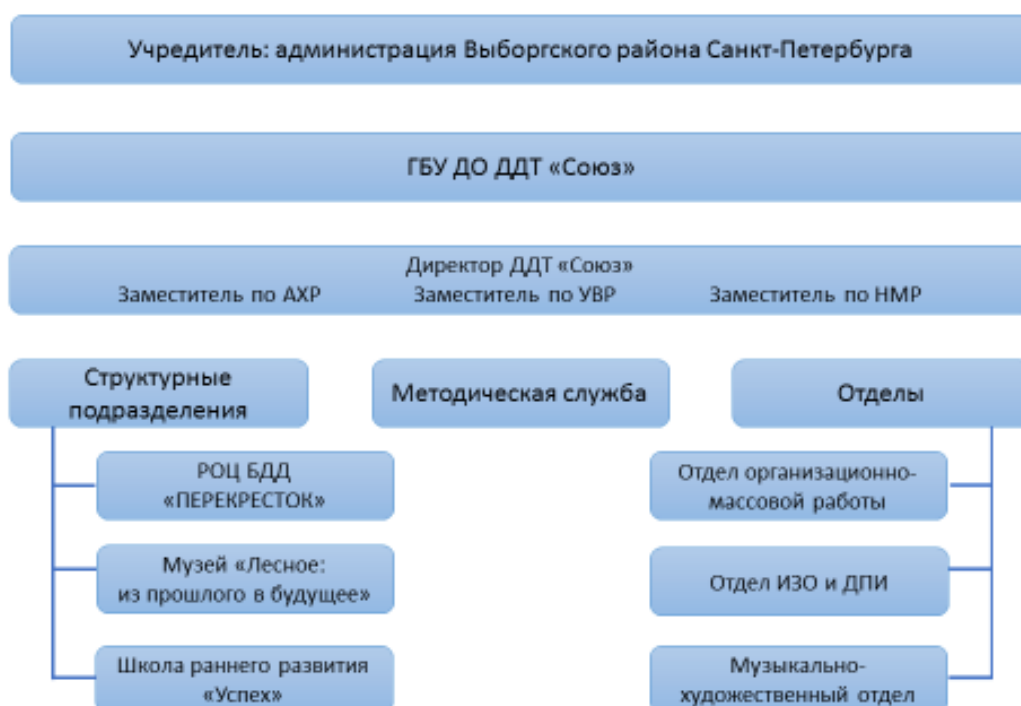 Учредитель: администрация Выборгского района Санкт-Петербурга
ГБУ ДО ДДТ «Союз»
Директор ДДТ «Союз»
Заместитель по АХР Заместитель по УВР Заместитель по НМР
Структурные
подразделения
Методическая служба
Отделы
РОЦ БДД
«ПЕРЕКРЕСТОК»
Музей «Лесное:
из прошлого в будущее»
Школа раннего развития
«Успех»
Отдел организационно-
массовой работы
Отдел ИЗО и ДПИ
Музыкально-
художественный отдел